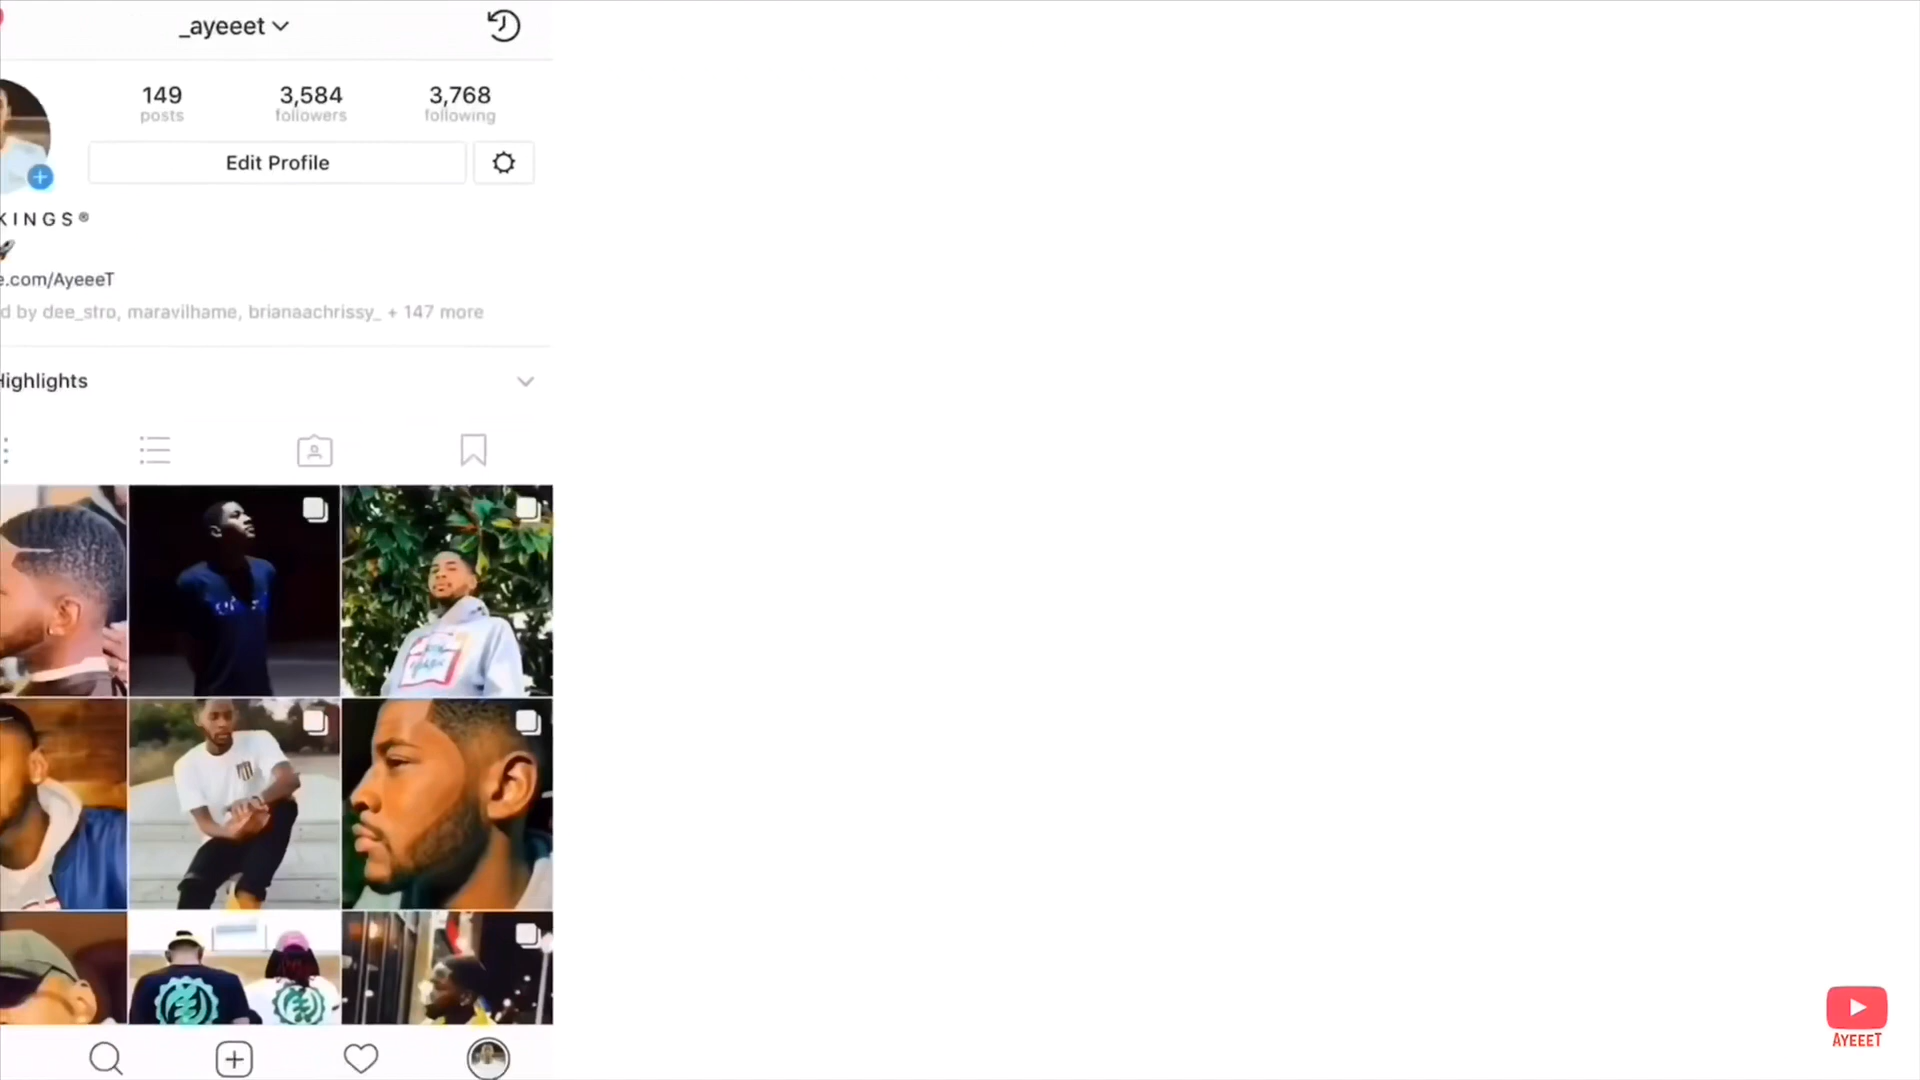 _ayeeet
149 3,584 3,768
posts followers following
Edit Profile
KINGS®
e.com/AyeeeT
d by dee_stro, maravilhame, brianaachrissy_ + 147 more
Highlights
AYEEET